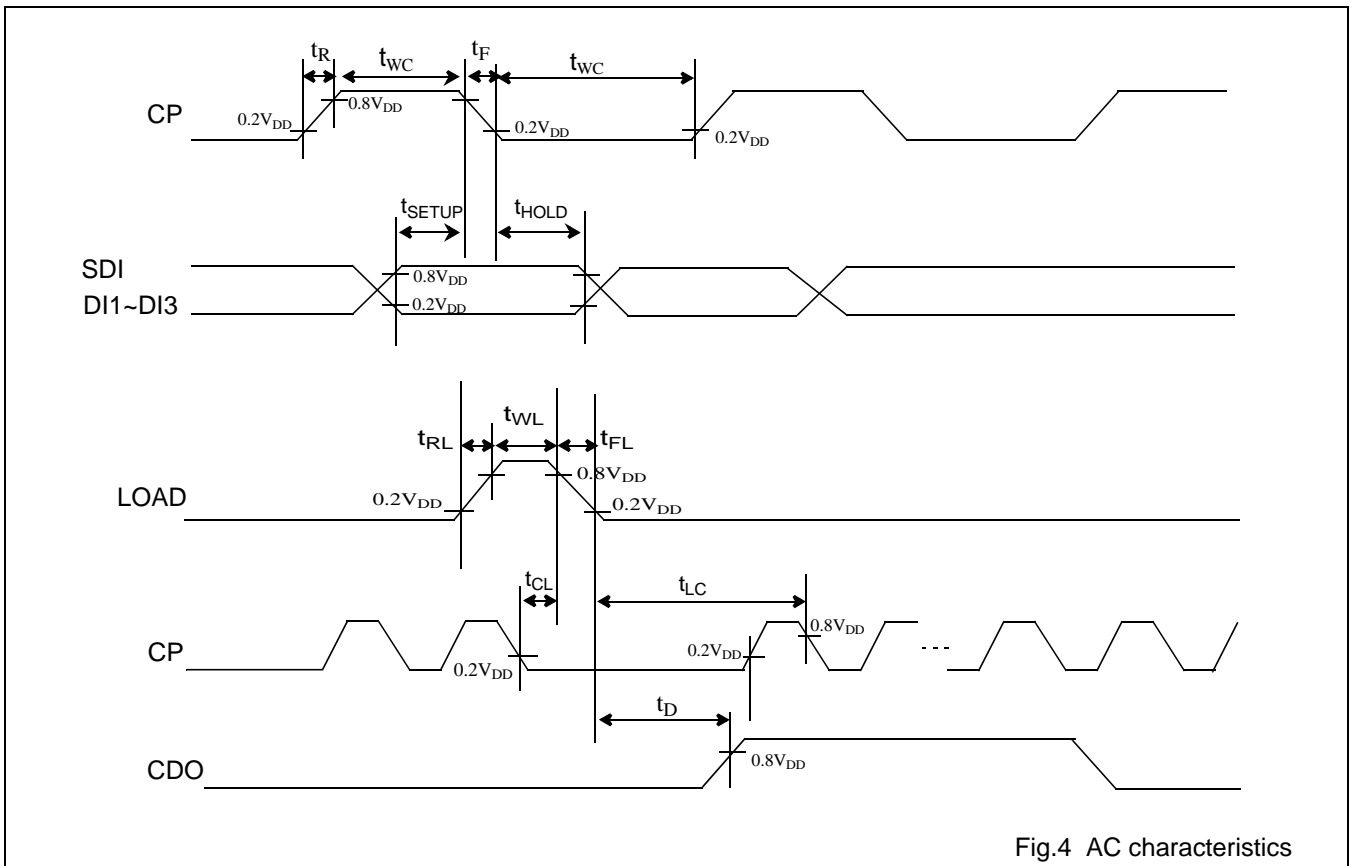 tR tWC tF tWC
CP
0.2VDD
0.8VDD
0.2VDD
0.2VDD
tSETUP tHOLD
SDI
0.8VDD
DI1~DI3
0.2VDD
tRL tWL tFL
LOAD
0.2VDD
0.8VDD
0.2VDD
tCL tLC
CP
0.2VDD
0.2VDD
0.8VDD
tD
CDO
0.8VDD
Fig.4 AC characteristics